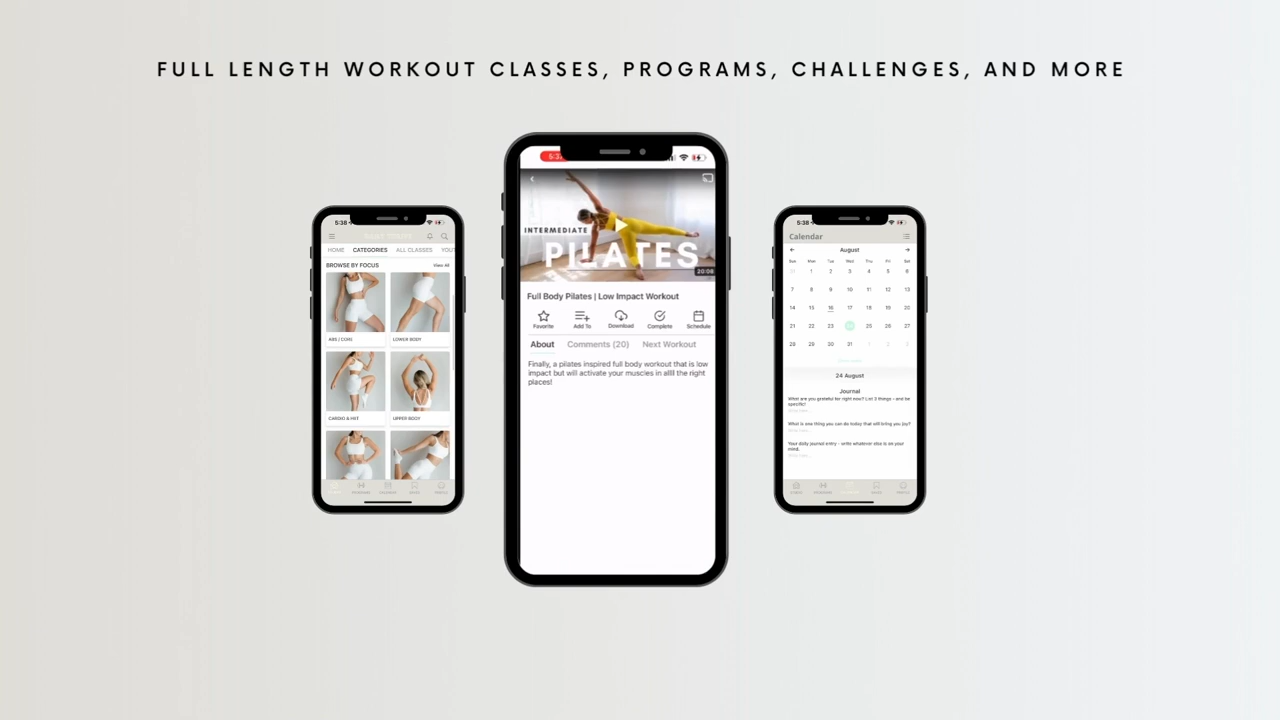 FULL LENGTH WORKOUT CLASSES, PROGRAMS, CHALLENGES, AND MORE
5:38
HOME CATEGORIES ALL CLASSES
BROWSE BY FOCUS View All
ABS / CORE LOWER BODY
CARDIO & HIIT UPPER BODY
5:37
INTERMEDIATE
PILATES
20:08
Full Body Pilates | Low Impact Workout
Favorite Add To Download Complete Schedule
About Comments (20) Next Workout
Finally, a pilates inspired full body workout that is low
impact but will activate your muscles in allll the right
places!
5:38
Calendar
August
Sun Mon Tue Wed Thu Fri Sat
31 1 2 3 4 5 6
7 8 9 10 11 12 13
14 15 16 17 18 19 20
21 22 23 24 25 26 27
28 29 30 31 1 2 3
24 August
Journal
What are you grateful for right now? List 3 things - and be
specific!
What is one thing you can do today that will bring you joy?
Your daily journal entry - write whatever else is on your
mind.